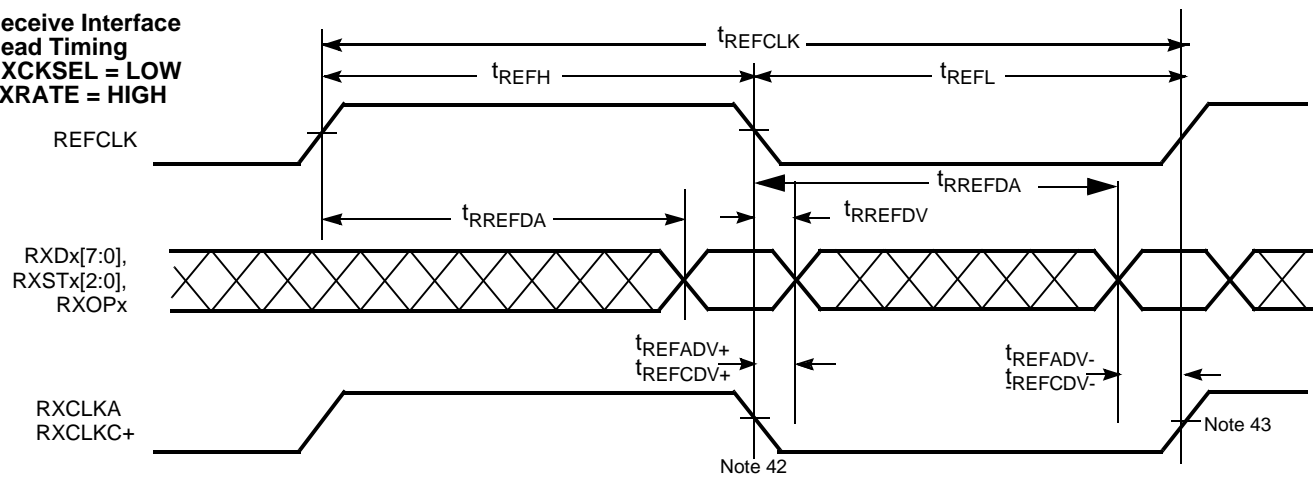 eceive Interface
ead Timing
XCKSEL = LOW
XRATE = HIGH
tREFCLK
tREFH
tREFL
REFCLK
tRREFDA
tRREFDA
tRREFDV
RXDx[7:0],
RXSTx[2:0],
RXOPx
tREFADV+
tREFCDV+
tREFADV-
tREFCDV-
RXCLKA
RXCLKC+
Note 43
Note 42